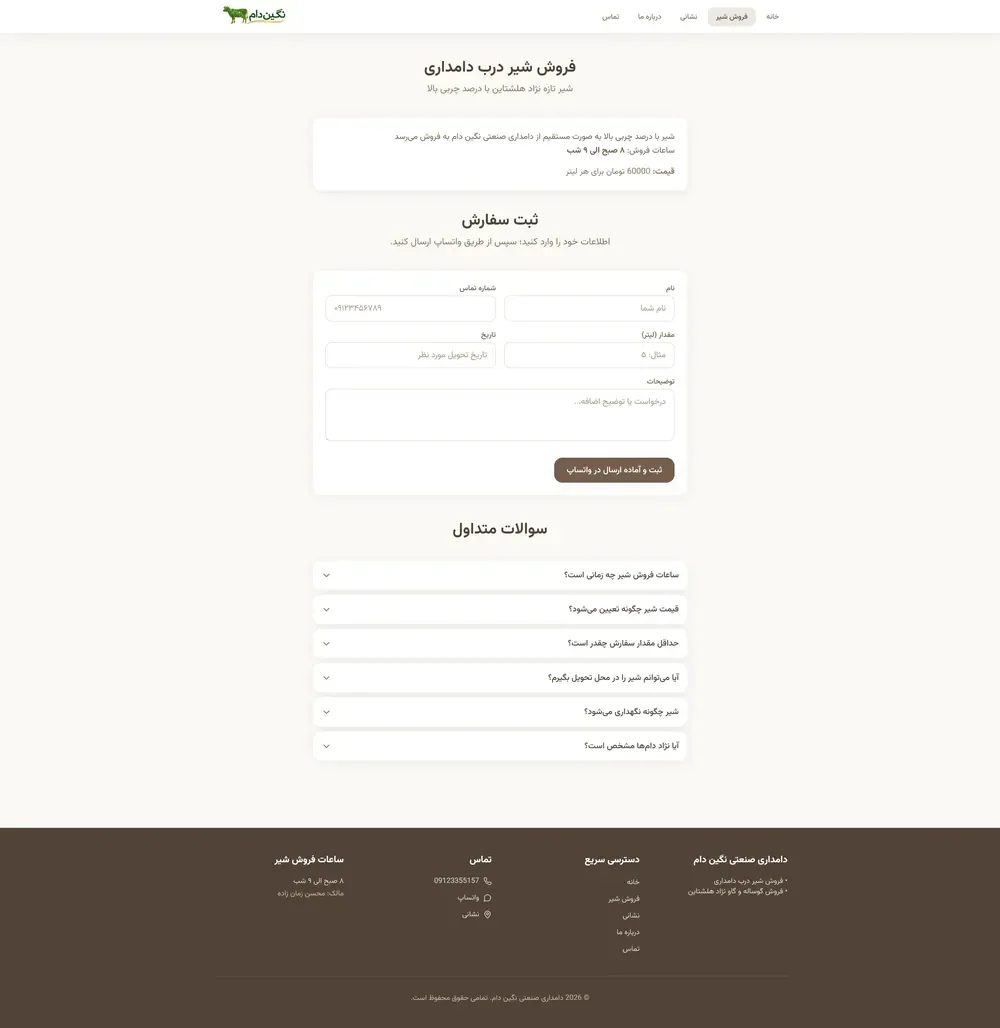 خانه
فروش شیر
نشانی
درباره ما
تماس
نگین‌دام
فروش شیر درب دامداری
شیر تازه نژاد هلشتاین با درصد چربی بالا
شیر با درصد چربی بالا به صورت مستقیم از دامداری صنعتی نگین دام به فروش می‌رسد
ساعات فروش: ۸ صبح الی ۹ شب
قیمت: 60000 تومان برای هر لیتر
ثبت سفارش
اطلاعات خود را وارد کنید؛ سپس از طریق واتساپ ارسال کنید.
نام
شماره تماس
نام شما
۰۹۱۲۳۴۵۶۷۸۹
مقدار (لیتر)
تاریخ
مثال: ۵
تاریخ تحویل مورد نظر
توضیحات
درخواست یا توضیح اضافه...
ثبت و آماده ارسال در واتساپ
سوالات متداول
ساعات فروش شیر چه زمانی است؟
قیمت شیر چگونه تعیین می‌شود؟
حداقل مقدار سفارش چقدر است؟
آیا می‌توانم شیر را در محل تحویل بگیرم؟
شیر چگونه نگهداری می‌شود؟
آیا نژاد دام‌ها مشخص است؟
دامداری صنعتی نگین دام
• فروش شیر درب دامداری
• فروش گوساله و گاو نژاد هلشتاین
دسترسی سریع
خانه
فروش شیر
نشانی
درباره ما
تماس
تماس
09123355157
واتساپ
نشانی
ساعات فروش شیر
۸ صبح الی ۹ شب
مالک: محسن زمان زاده
© 2026 دامداری صنعتی نگین دام. تمامی حقوق محفوظ است.